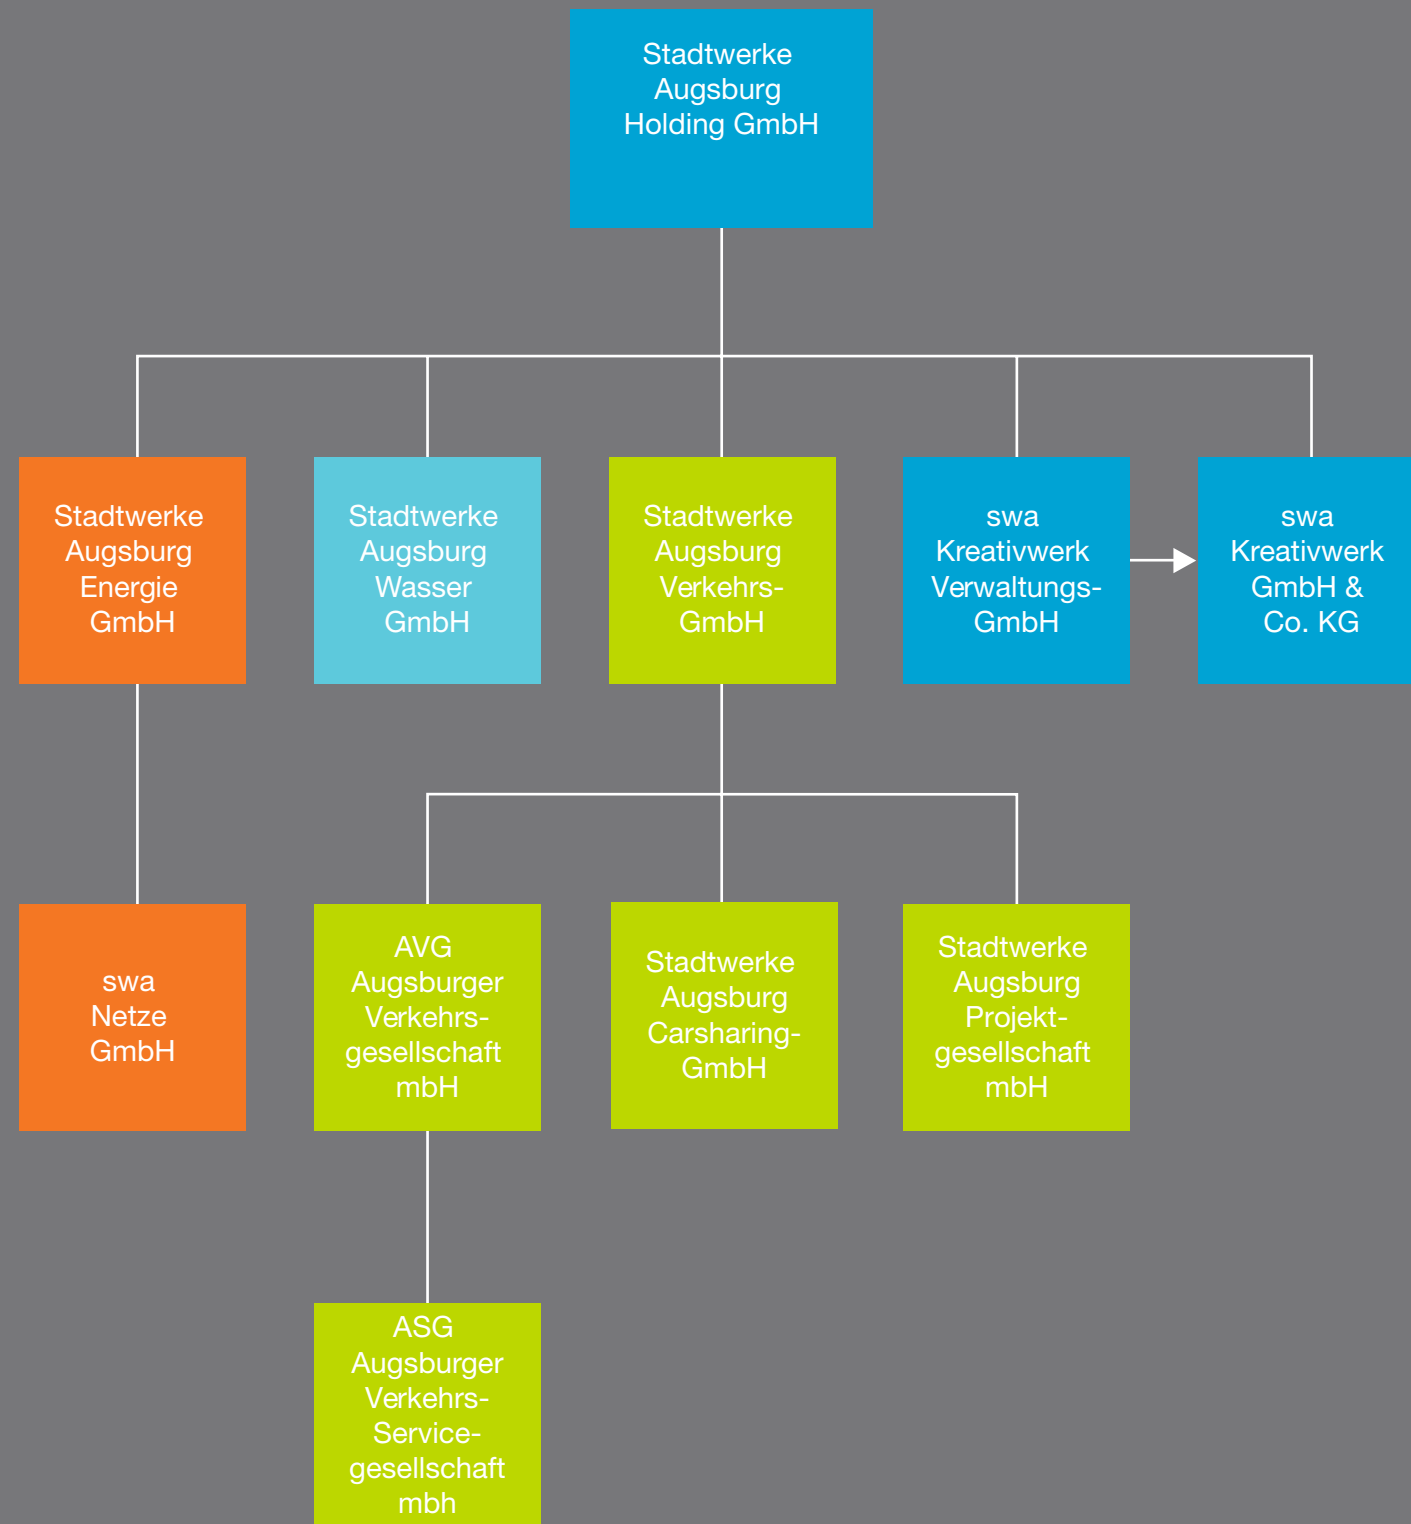 Stadtwerke
Augsburg
Holding GmbH
Stadtwerke
Augsburg
Energie
GmbH
Stadtwerke
Augsburg
Wasser
GmbH
Stadtwerke
Augsburg
Verkehrs-
GmbH
swa
Kreativwerk
Verwaltungs-
GmbH
swa
Kreativwerk
GmbH &
Co. KG
swa
Netze
GmbH
AVG
Augsburger
Verkehrs-
gesellschaft
mbH
Stadtwerke
Augsburg
Carsharing-
GmbH
Stadtwerke
Augsburg
Projekt-
gesellschaft
mbH
ASG
Augsburger
Verkehrs-
Service-
gesellschaft
mbh